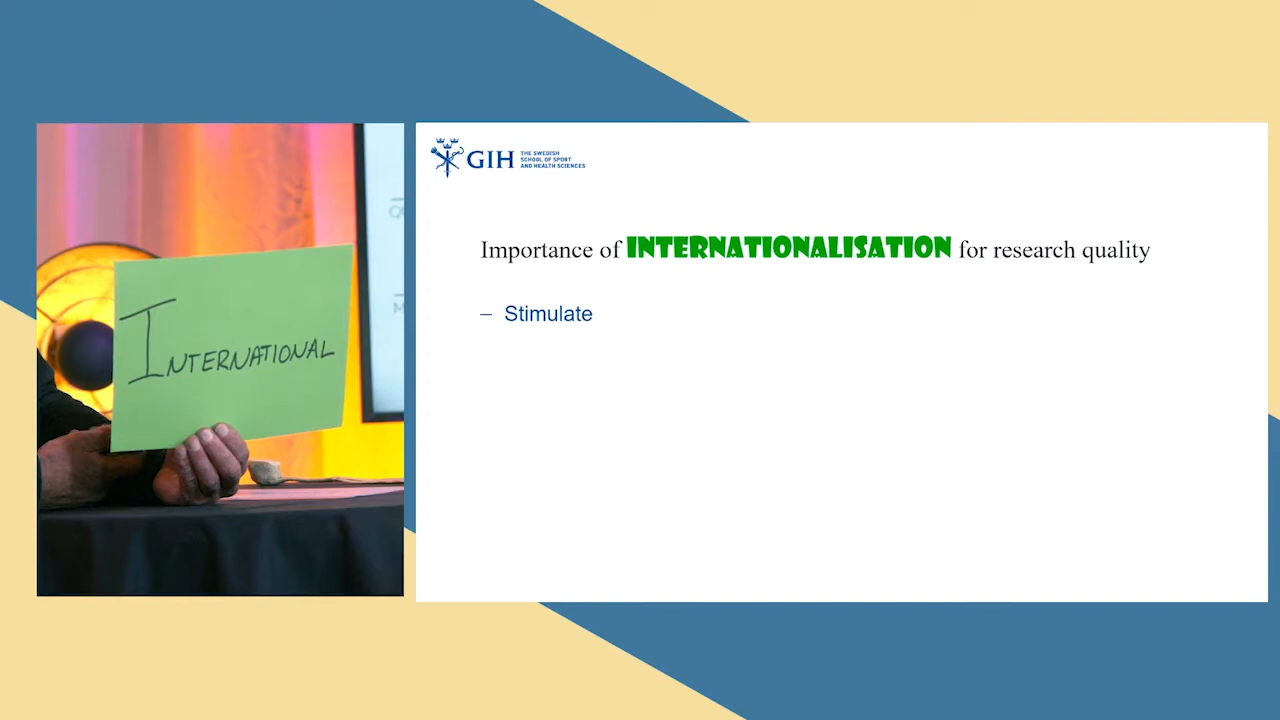 INTERNATIONAL
GIH
THE SWEDISH
SCHOOL OF SPORT
AND HEALTH SCIENCES
Importance of INTERNATIONALISATION for research quality
– Stimulate